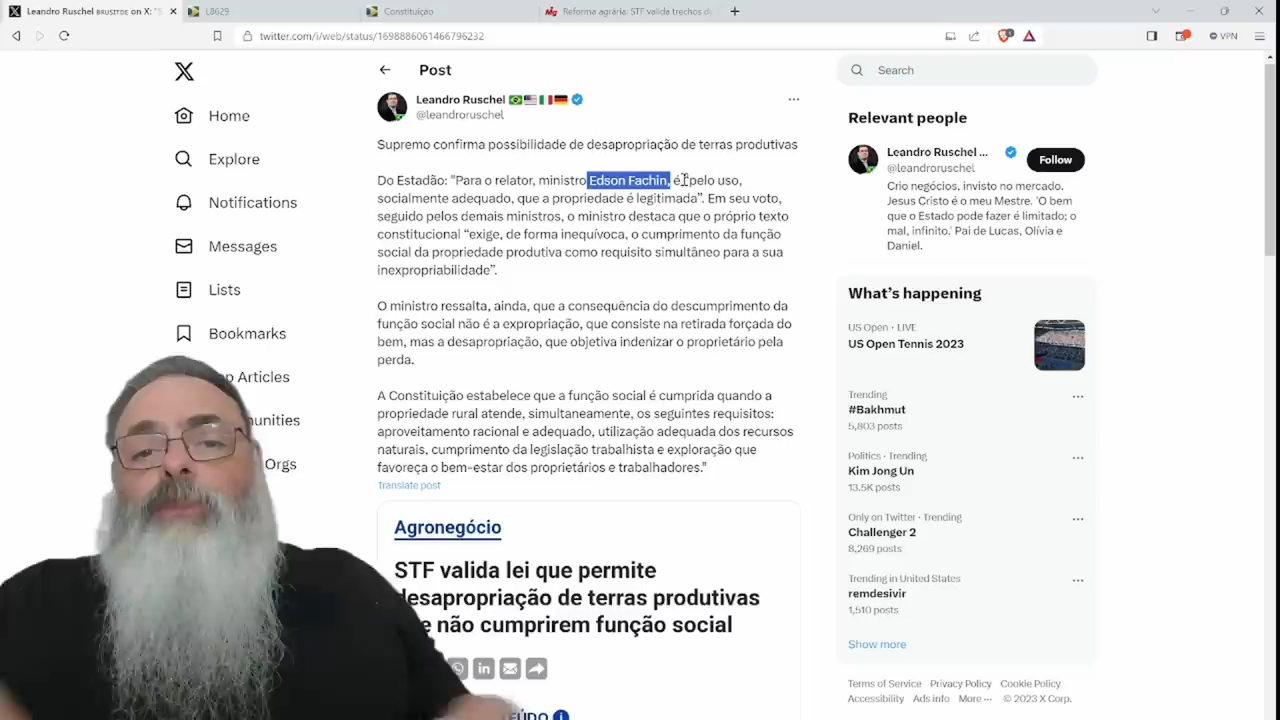 Leandro Ruschel 🇧🇷🇺🇸🇮🇹🇩🇪 on X: "S
L8629
Constituição
Mg Reforma agrária: STF valida trechos d
twitter.com/i/web/status/1698886061466796232
VPN
Home
Explore
Notifications
Messages
Lists
Bookmarks
p Articles
unities
Orgs
Post
Leandro Ruschel 🇧🇷🇺🇸🇮🇹🇩🇪
@leandroruschel
Supremo confirma possibilidade de desapropriação de terras produtivas
Do Estadão: “Para o relator, ministro Edson Fachin, é pelo uso,
socialmente adequado, que a propriedade é legitimada”. Em seu voto,
seguido pelos demais ministros, o ministro destaca que o próprio texto
constitucional “exige, de forma inequívoca, o cumprimento da função
social da propriedade produtiva como requisito simultâneo para a sua
inexpropriabilidade”.
O ministro ressalta, ainda, que a consequência do descumprimento da
função social não é a expropriação, que consiste na retirada forçada do
bem, mas a desapropriação, que objetiva indenizar o proprietário pela
perda.
A Constituição estabelece que a função social é cumprida quando a
propriedade rural atende, simultaneamente, os seguintes requisitos:
aproveitamento racional e adequado, utilização adequada dos recursos
naturais, cumprimento da legislação trabalhista e exploração que
favoreça o bem-estar dos proprietários e trabalhadores."
Translate post
Agronegócio
STF valida lei que permite
desapropriação de terras produtivas
e não cumprirem função social
in
ÚDO
Search
Relevant people
Leandro Ruschel ...
@leandroruschel
Follow
Crio negócios, invisto no mercado.
Jesus Cristo é o meu Mestre. 'O bem
que o Estado pode fazer é limitado; o
mal, infinito.' Pai de Lucas, Olívia e
Daniel.
What's happening
US Open · LIVE
US Open Tennis 2023
Trending
#Bakhmut
5,803 posts
Politics · Trending
Kim Jong Un
13.5K posts
Only on Twitter · Trending
Challenger 2
8,269 posts
Trending in United States
remdesivir
1,510 posts
Show more
Terms of Service Privacy Policy Cookie Policy
Accessibility Ads info More ··· © 2023 X Corp.